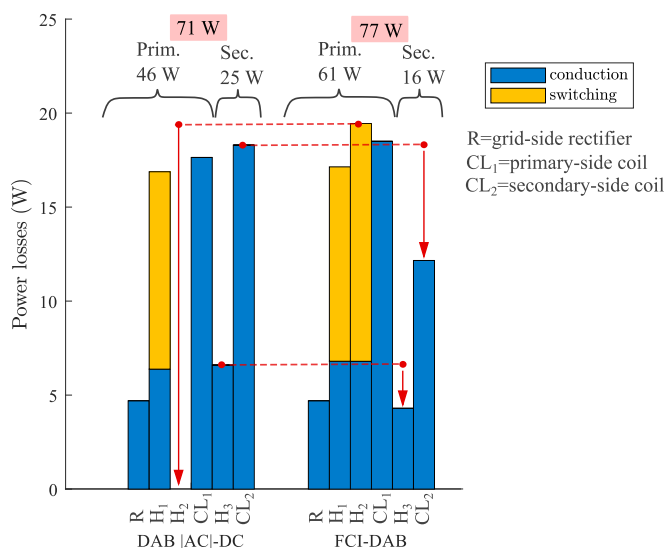 71 W
77 W
Prim.
46 W
Sec.
25 W
Prim.
61 W
Sec.
16 W
conduction
switching
R=grid-side rectifier
CL₁=primary-side coil
CL₂=secondary-side coil
Power losses (W)
25
20
15
10
5
0
R
H₁
H₂
CL₁
H₃
CL₂
R
H₁
H₂
CL₁
H₃
CL₂
DAB |AC|-DC
FCI-DAB